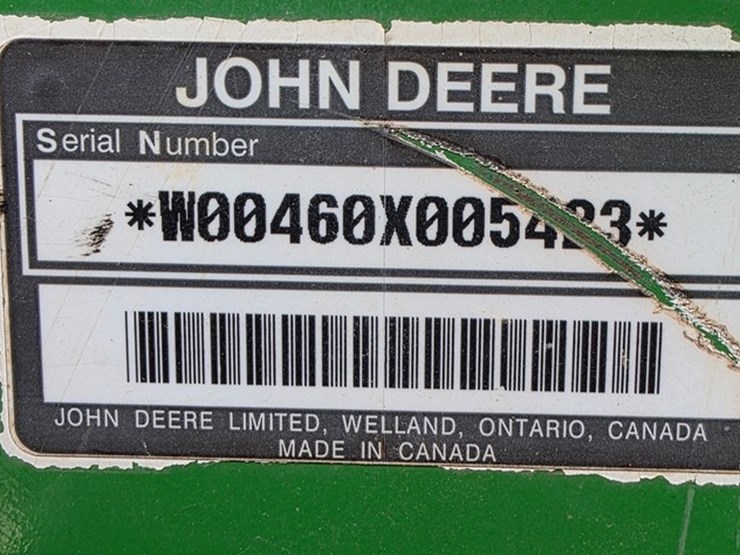 JOHN DEERE
Serial Number
*W00460X005423*
JOHN DEERE LIMITED, WELLAND, ONTARIO, CANADA
MADE IN CANADA